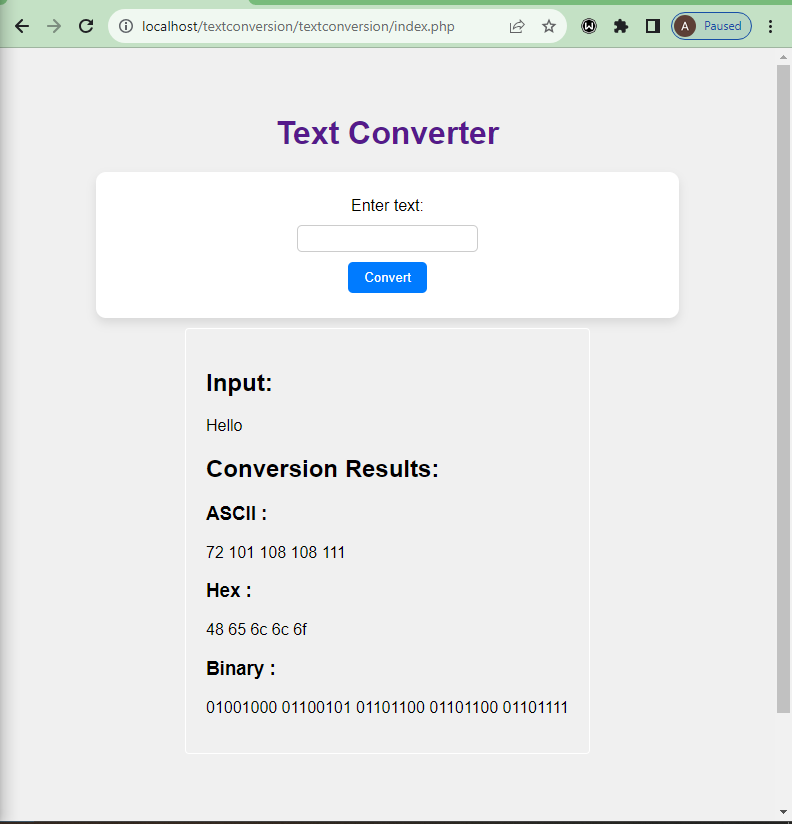 localhost/textconversion/textconversion/index.php
A Paused
Text Converter
Enter text:
Convert
Input:
Hello
Conversion Results:
ASCII :
72 101 108 108 111
Hex :
48 65 6c 6c 6f
Binary :
01001000 01100101 01101100 01101100 01101111